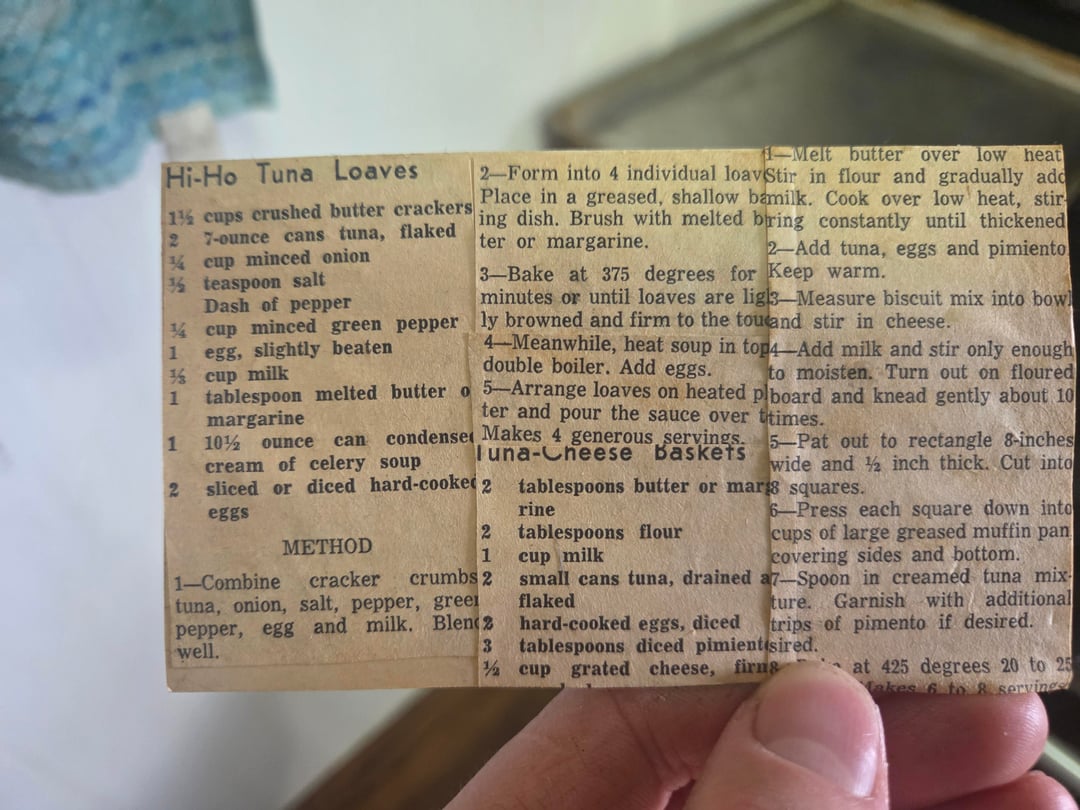 Hi-Ho Tuna Loaves
1½ cups crushed butter crackers
2 7-ounce cans tuna, flaked
¼ cup minced onion
½ teaspoon salt
Dash of pepper
¼ cup minced green pepper
1 egg, slightly beaten
⅓ cup milk
1 tablespoon melted butter o
margarine
1 10½ ounce can condense
cream of celery soup
2 sliced or diced hard-cooked
eggs
METHOD
1—Combine cracker crumbs
tuna, onion, salt, pepper, gree
pepper, egg and milk. Blend
well.
2—Form into 4 individual loav
Place in a greased, shallow ba
ing dish. Brush with melted b
ter or margarine.
3—Bake at 375 degrees for
minutes or until loaves are lig
ly browned and firm to the tou
4—Meanwhile, heat soup in top
double boiler. Add eggs.
5—Arrange loaves on heated p
ter and pour the sauce over t
Makes 4 generous servings.
Tuna-Cheese Baskets
2 tablespoons butter or mar
rine
2 tablespoons flour
1 cup milk
2 small cans tuna, drained a
flaked
2 hard-cooked eggs, diced
3 tablespoons diced pimient
½ cup grated cheese, firm
1—Melt butter over low heat
Stir in flour and gradually add
milk. Cook over low heat, stir-
ring constantly until thickened
2—Add tuna, eggs and pimiento
Keep warm.
3—Measure biscuit mix into bowl
and stir in cheese.
4—Add milk and stir only enough
to moisten. Turn out on floured
board and knead gently about 10
times.
5—Pat out to rectangle 8-inches
wide and ½ inch thick. Cut into
8 squares.
6—Press each square down into
cups of large greased muffin pan
covering sides and bottom.
7—Spoon in creamed tuna mix-
ture. Garnish with additional
trips of pimento if desired.
sired.
8 at 425 degrees 20 to 25
Makes 6 to 8 servings